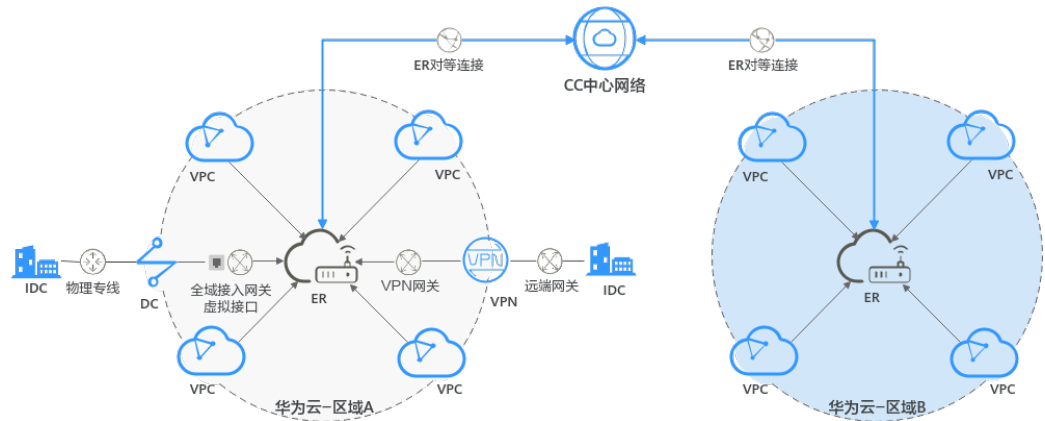 ER对等连接
ER对等连接
CC中心网络
VPC
VPC
VPC
VPC
IDC
物理专线
DC
全域接入网关
虚拟接口
ER
VPN网关
VPN
VPN
远端网关
IDC
ER
VPC
VPC
VPC
VPC
华为云-区域A
华为云-区域B